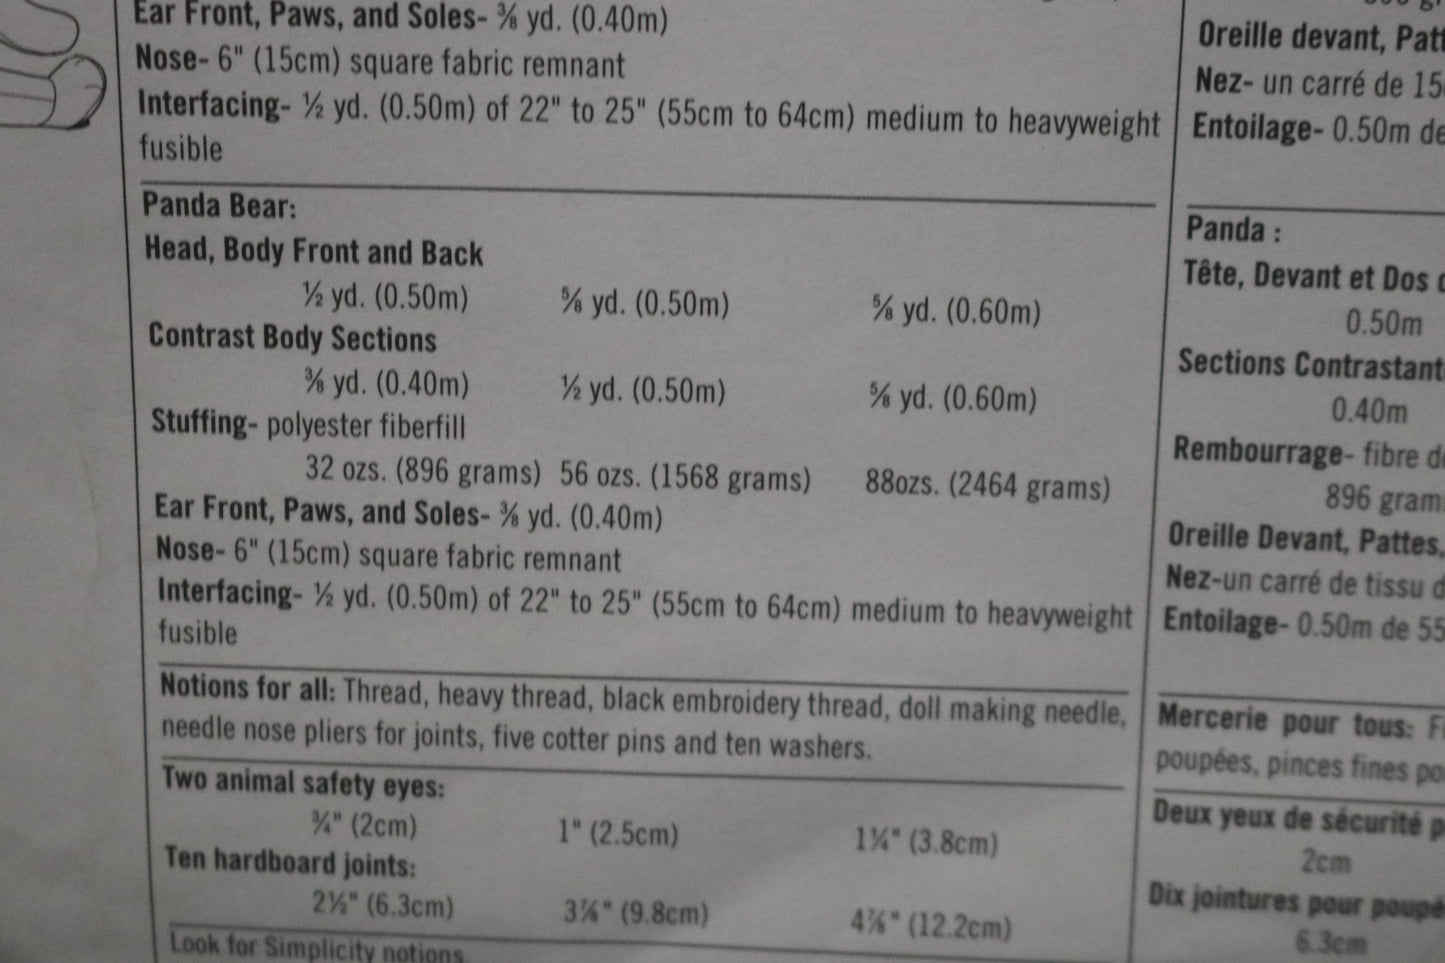 Ear Front, Paws, and Soles- ⅜ yd. (0.40m)
Nose- 6" (15cm) square fabric remnant
Interfacing- ½ yd. (0.50m) of 22" to 25" (55cm to 64cm) medium to heavyweight
fusible
Panda Bear:
Head, Body Front and Back
½ yd. (0.50m) ⅝ yd. (0.50m) ⅝ yd. (0.60m)
Contrast Body Sections
⅜ yd. (0.40m) ½ yd. (0.50m) ⅝ yd. (0.60m)
Stuffing- polyester fiberfill
32 ozs. (896 grams) 56 ozs. (1568 grams) 88ozs. (2464 grams)
Ear Front, Paws, and Soles- ⅜ yd. (0.40m)
Nose- 6" (15cm) square fabric remnant
Interfacing- ½ yd. (0.50m) of 22" to 25" (55cm to 64cm) medium to heavyweight
fusible
Notions for all: Thread, heavy thread, black embroidery thread, doll making needle,
needle nose pliers for joints, five cotter pins and ten washers.
Two animal safety eyes:
¾" (2cm) 1" (2.5cm) (3.8cm)
Ten hardboard joints:
2½" (6.3cm) 3⅞" (9.8cm) 4⅞" (12.2cm)
Look for Simplicity notions
Oreille devant, Patt
Nez- un carré de 15
Entoilage- 0.50m de
Panda :
Tête, Devant et Dos
0.50m
Sections Contrastant
0.40m
Rembourrage- fibre d
896 gram
Oreille Devant, Pattes,
Nez-un carré de tissu d
Entoilage- 0.50m de 55
Mercerie pour tous: F
poupées, pinces fines po
Deux yeux de sécurité p
2cm
Dix jointures pour poupé
6.3cm